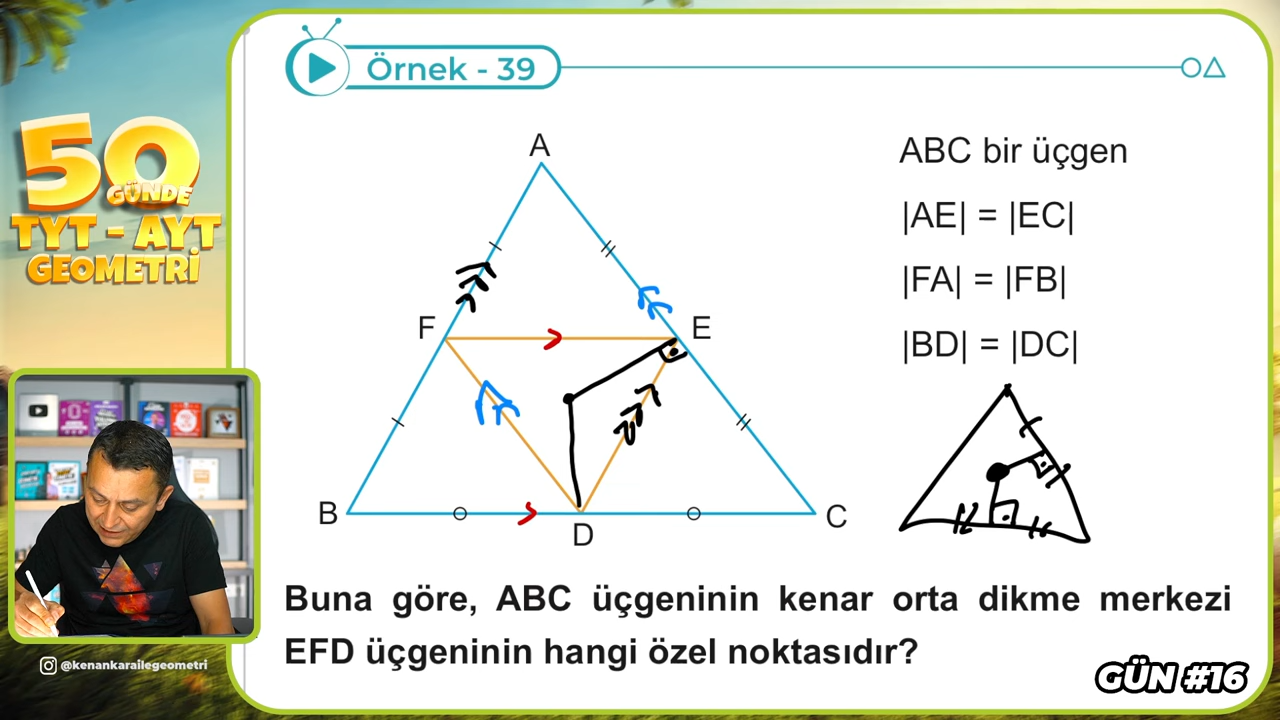 Örnek - 39
50
GÜNDE
TYT - AYT
GEOMETRİ
A
F
E
B
D
C
ABC bir üçgen
|AE| = |EC|
|FA| = |FB|
|BD| = |DC|
Buna göre, ABC üçgeninin kenar orta dikme merkezi
EFD üçgeninin hangi özel noktasıdır?
@kenankarailegeometri
GÜN #16